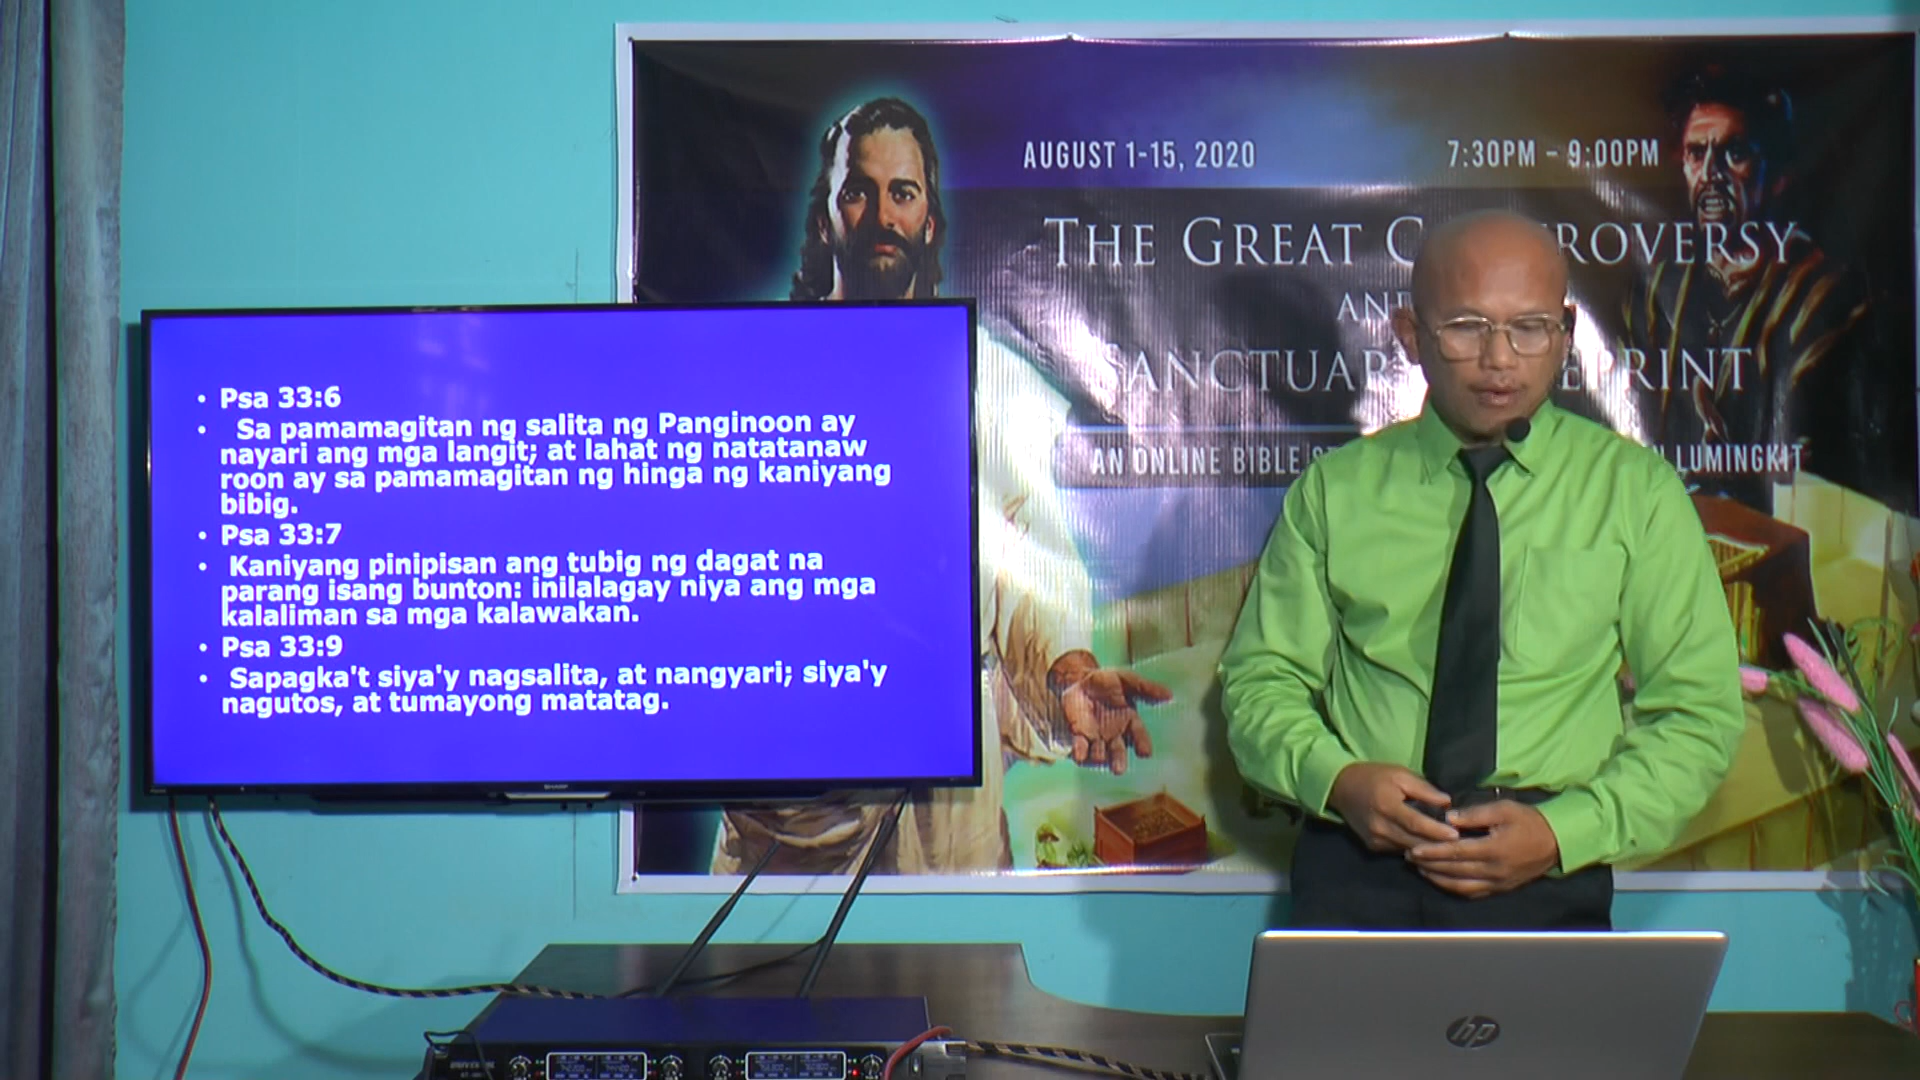 AUGUST 1-15, 2020
7:30PM - 9:00PM
THE GREAT C ROVERSY
AN
SANCTUAR PRINT
AN ONLINE BIBLE LUMINGKIT
• Psa 33:6
• Sa pamamagitan ng salita ng Panginoon ay
nayari ang mga langit; at lahat ng natatanaw
roon ay sa pamamagitan ng hinga ng kaniyang
bibig.
• Psa 33:7
• Kaniyang pinipisan ang tubig ng dagat na
parang isang bunton: inilalagay niya ang mga
kalaliman sa mga kalawakan.
• Psa 33:9
• Sapagka't siya'y nagsalita, at nangyari; siya'y
nagutos, at tumayong matatag.
SHARP
hp